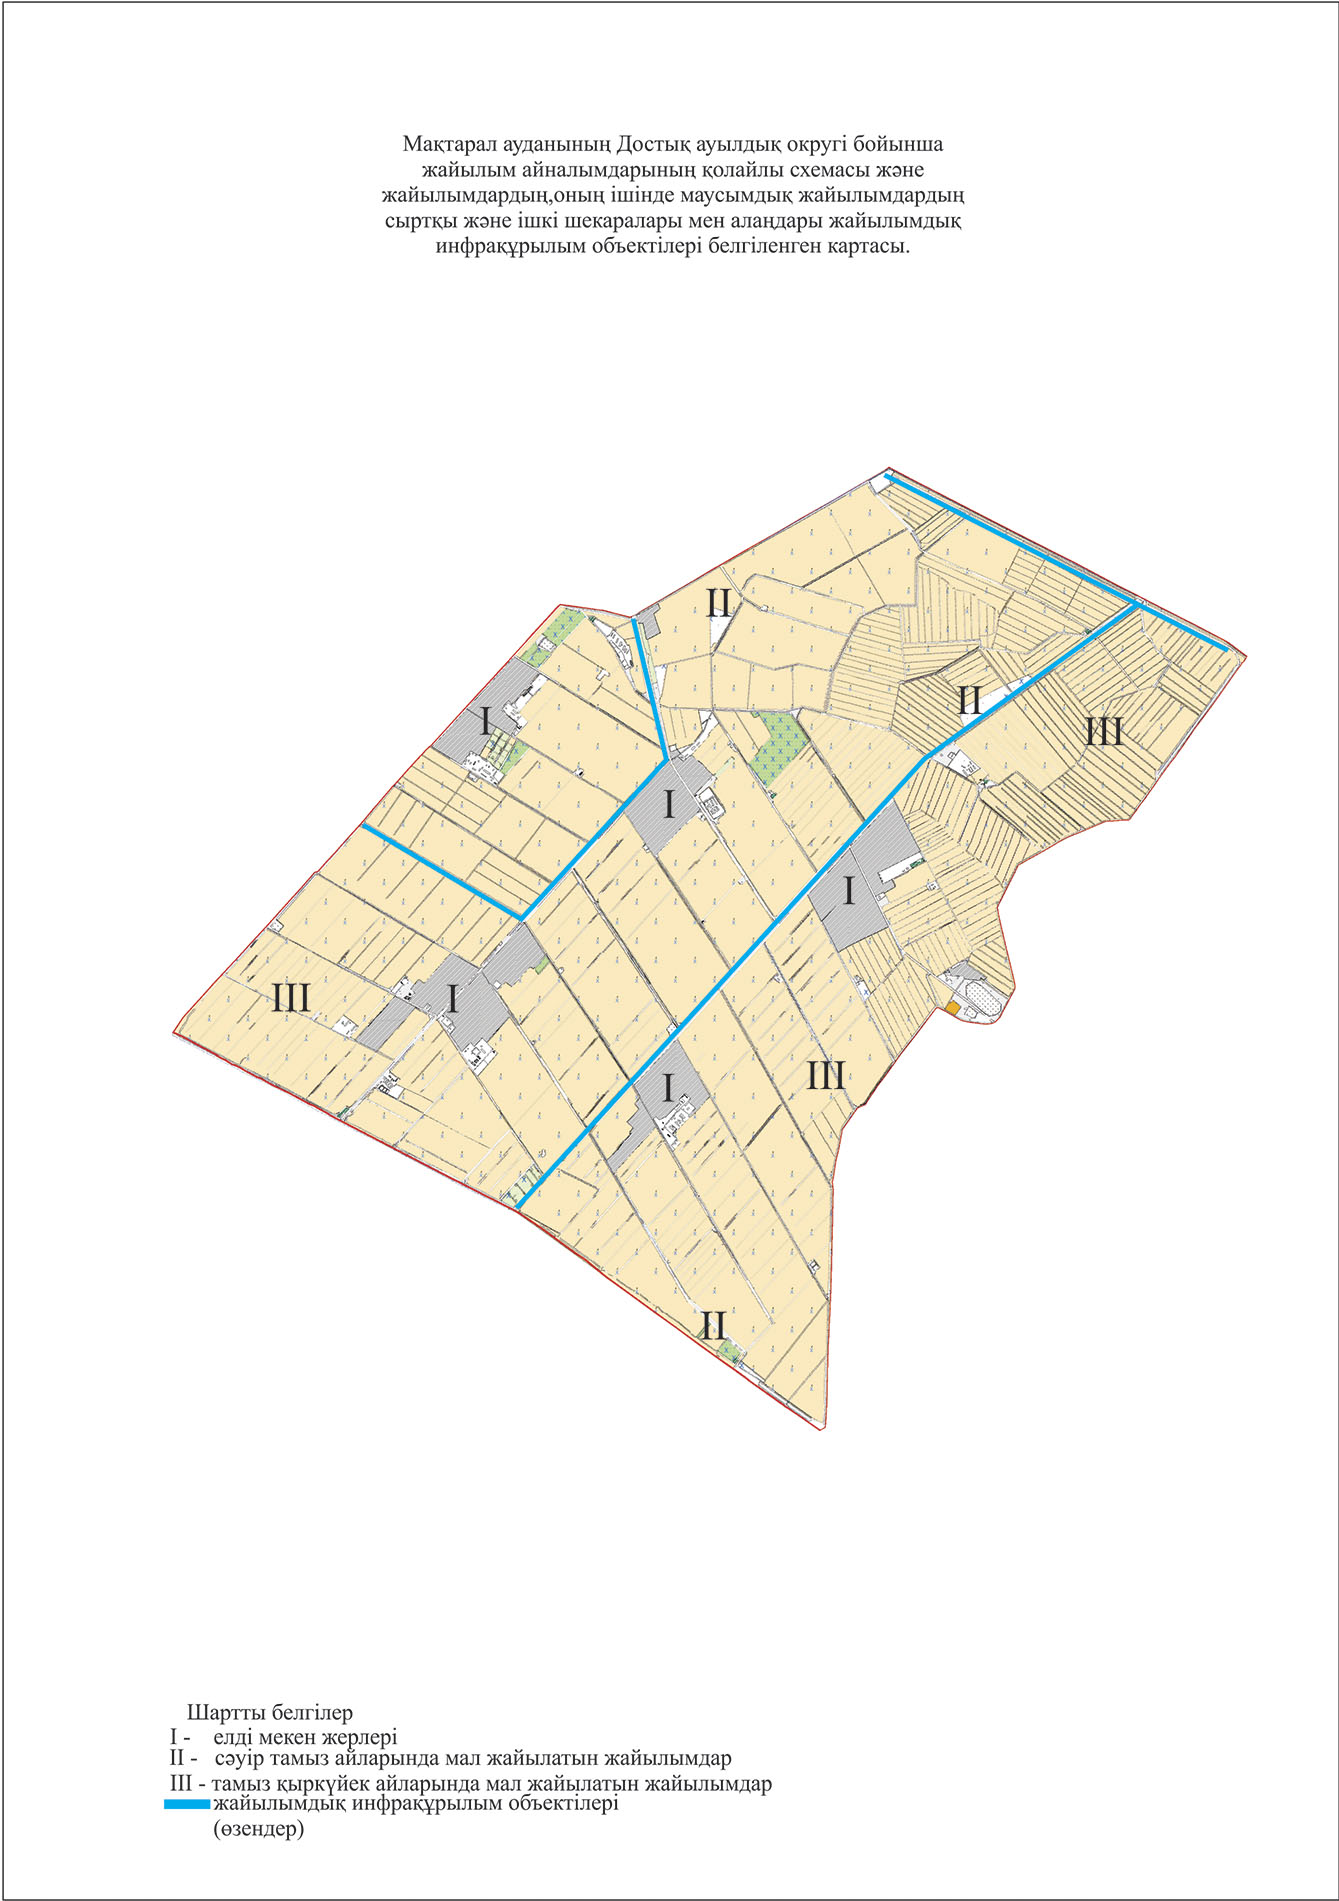 Мақтарал ауданының Достық ауылдық округі бойынша
жайылым айналымдарының қолайлы схемасы және
жайылымдардың,оның ішінде маусымдық жайылымдардың
сыртқы және ішкі шекаралары мен алаңдары жайылымдық
инфрақұрылым объектілері белгіленген картасы.
II
II
III
I
I
I
III
I
III
I
II
Шартты белгілер
I - елді мекен жерлері
II - сәуір тамыз айларында мал жайылатын жайылымдар
III - тамыз қыркүйек айларында мал жайылатын жайылымдар
жайылымдық инфрақұрылым объектілері
(өзендер)